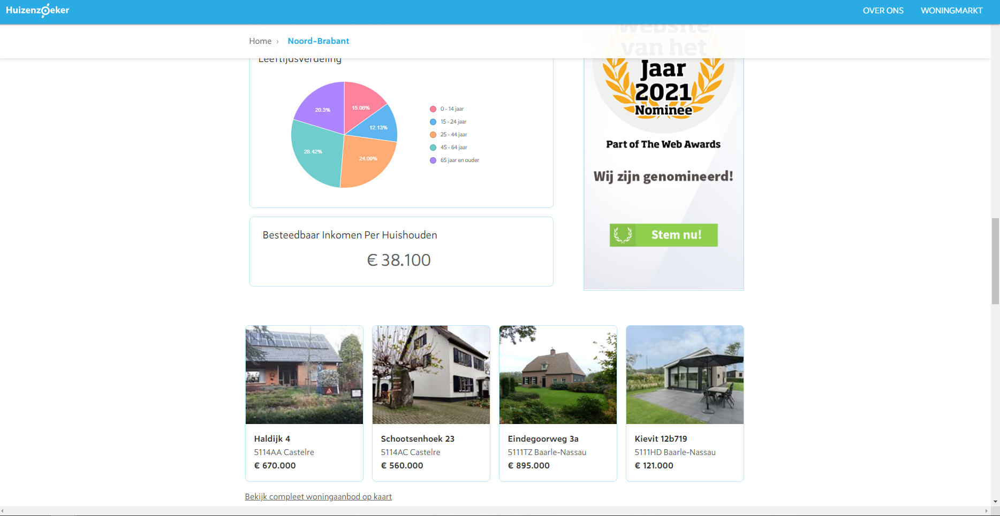 Huizenzoeker
OVER ONS
WONINGMARKT
Home ›
Noord-Brabant
Leeftijdsverdeling
15.06%
12.13%
24.09%
28.42%
20.3%
0 - 14 jaar
15 - 24 jaar
25 - 44 jaar
45 - 64 jaar
65 jaar en ouder
Besteedbaar Inkomen Per Huishouden
€ 38.100
Website
van het
Jaar
2021
Nominee
Part of The Web Awards
Wij zijn genomineerd!
Stem nu!
Haldijk 4
5114AA Castelre
€ 670.000
Schootsenhoek 23
5114AC Castelre
€ 560.000
Eindegoorweg 3a
5111TZ Baarle-Nassau
€ 895.000
Kievit 12b719
5111HD Baarle-Nassau
€ 121.000
Bekijk compleet woningaanbod op kaart